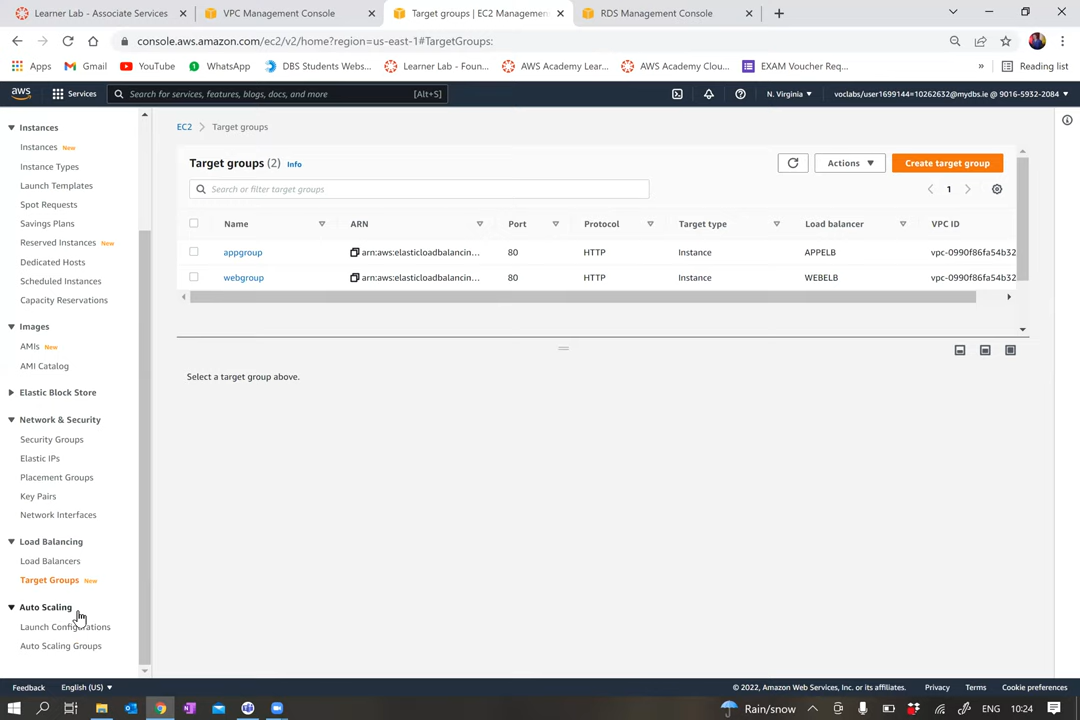 Learner Lab - Associate Services
VPC Management Console
Target groups | EC2 Managemen
RDS Management Console
console.aws.amazon.com/ec2/v2/home?region=us-east-1#TargetGroups:
Apps
Gmail
YouTube
WhatsApp
DBS Students Webs...
Learner Lab - Foun...
AWS Academy Lear...
AWS Academy Clou...
EXAM Voucher Req...
»
Reading list
aws
Services
Search for services, features, blogs, docs, and more
[Alt+S]
N. Virginia
voclabs/user1699144=10262632@mydbs.ie @ 9016-5932-2084
Instances
Instances New
Instance Types
Launch Templates
Spot Requests
Savings Plans
Reserved Instances New
Dedicated Hosts
Scheduled Instances
Capacity Reservations
Images
AMIs New
AMI Catalog
Elastic Block Store
Network & Security
Security Groups
Elastic IPs
Placement Groups
Key Pairs
Network Interfaces
Load Balancing
Load Balancers
Target Groups New
Auto Scaling
Launch Configurations
Auto Scaling Groups
EC2 > Target groups
Target groups (2) Info
Actions
Create target group
Search or filter target groups
1
Name ARN Port Protocol Target type Load balancer VPC ID
appgroup arn:aws:elasticloadbalancin... 80 HTTP Instance APPELB vpc-0990f86fa54b32
webgroup arn:aws:elasticloadbalancin... 80 HTTP Instance WEBELB vpc-0990f86fa54b32
Select a target group above.
Feedback English (US)
© 2022, Amazon Web Services, Inc. or its affiliates. Privacy Terms Cookie preferences
Rain/snow
ENG
10:24